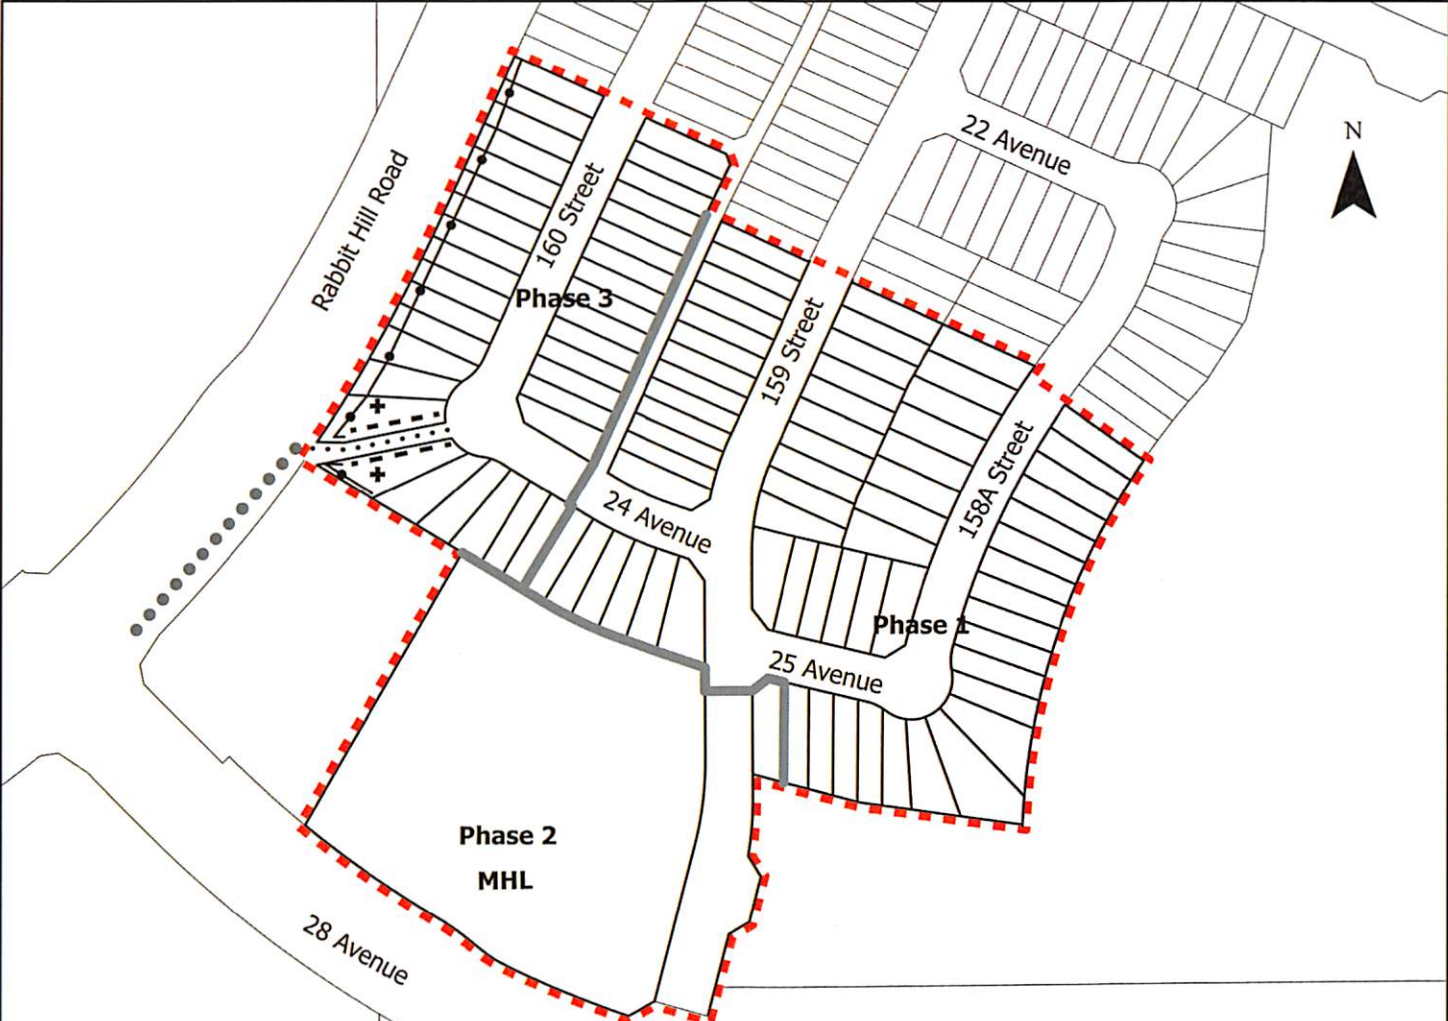 22 Avenue
N
Rabbit Hill Road
160 Street
Phase 3
159 Street
158A Street
24 Avenue
Phase 1
25 Avenue
Phase 2
MHL
28 Avenue